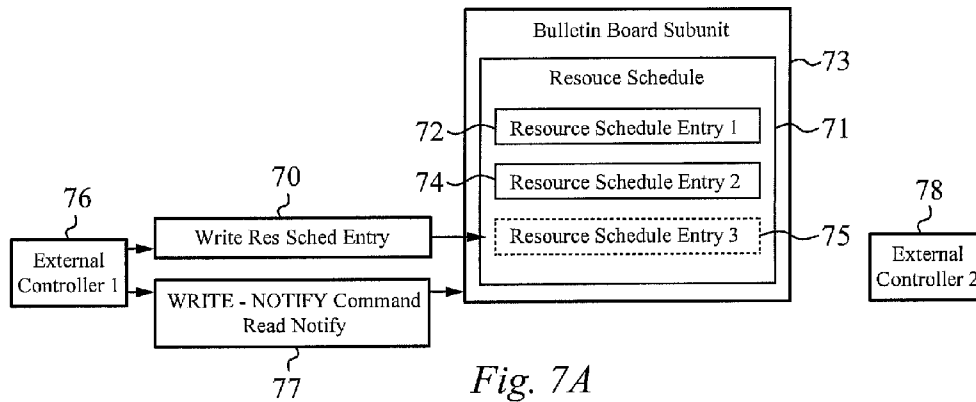 Bulletin Board Subunit
73
Resouce Schedule
72
Resource Schedule Entry 1
71
74
Resource Schedule Entry 2
76
70
78
External
Controller 1
Write Res Sched Entry
Resource Schedule Entry 3
75
External
Controller 2
WRITE - NOTIFY Command
Read Notify
77
Fig. 7A